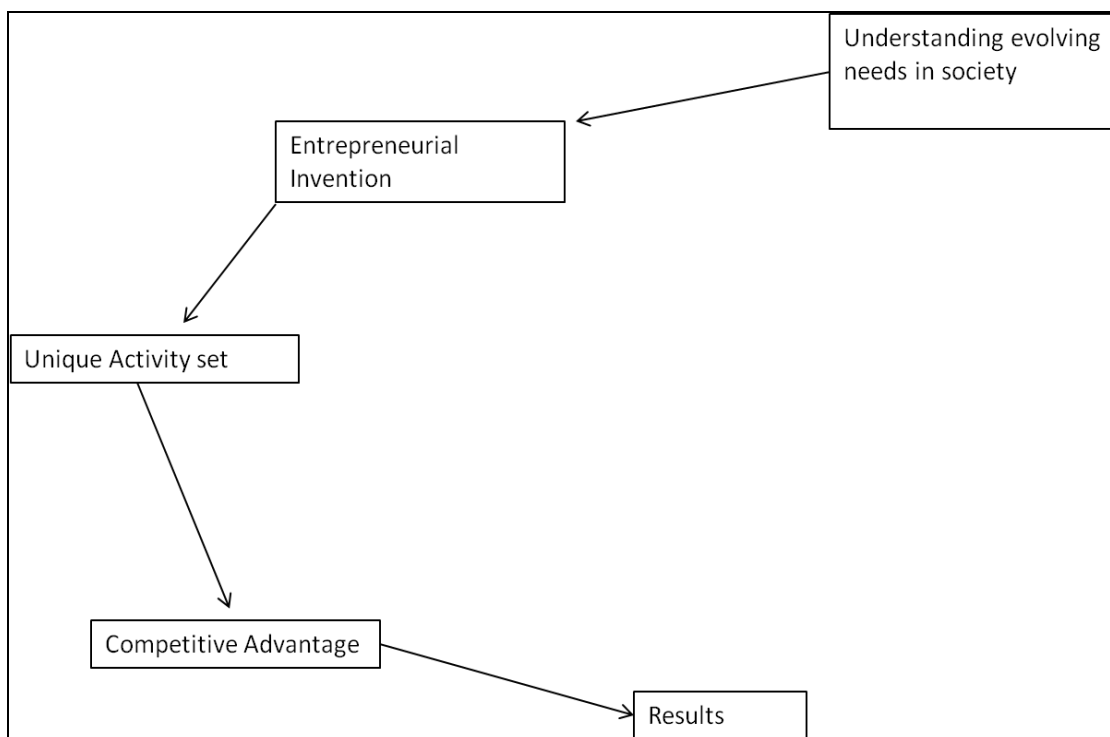 Understanding evolving
needs in society
Entrepreneurial
Invention
Unique Activity set
Competitive Advantage
Results